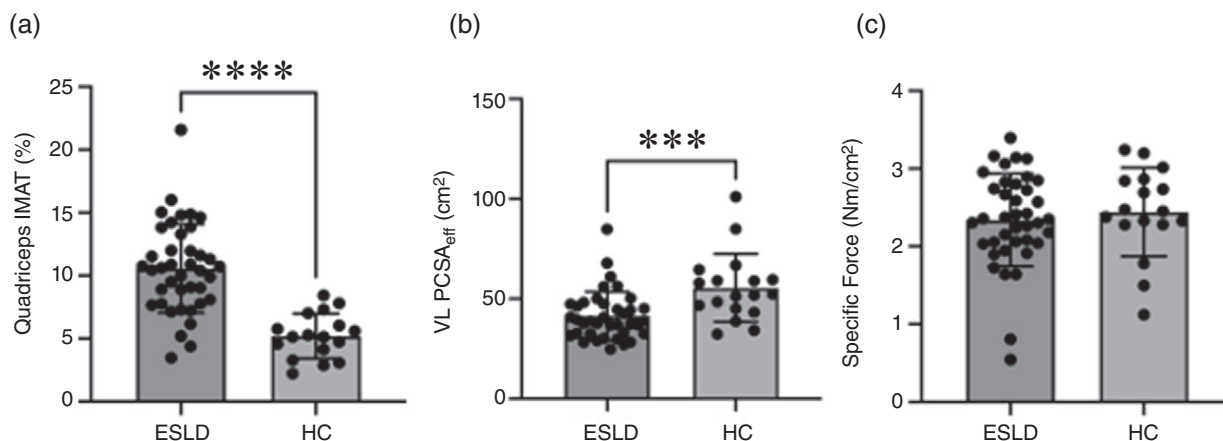 (a)
Quadriceps IMAT (%)
25
20
15
10
5
0
****
ESLD
HC
(b)
VL PCSAeff (cm²)
150
100
50
0
***
ESLD
HC
(c)
Specific Force (Nm/cm²)
4
3
2
1
0
ESLD
HC